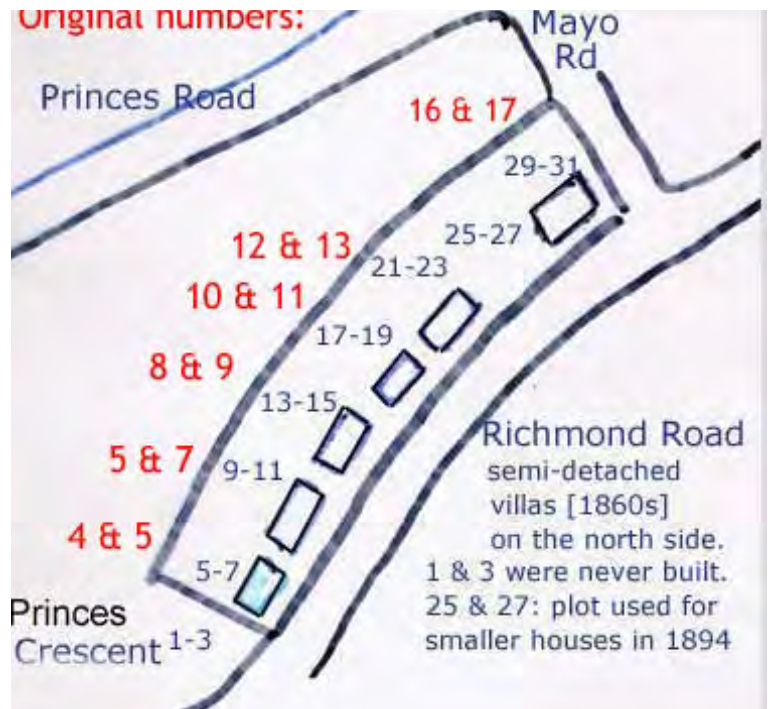 Original numbers:
Mayo
Rd
Princes Road
16 & 17
29-31
25-27
12 & 13
21-23
10 & 11
17-19
8 & 9
13-15
5 & 7
9-11
4 & 5
5-7
Richmond Road
semi-detached
villas [1860s]
on the north side.
1 & 3 were never built.
25 & 27: plot used for
smaller houses in 1894
Princes
Crescent
1-3